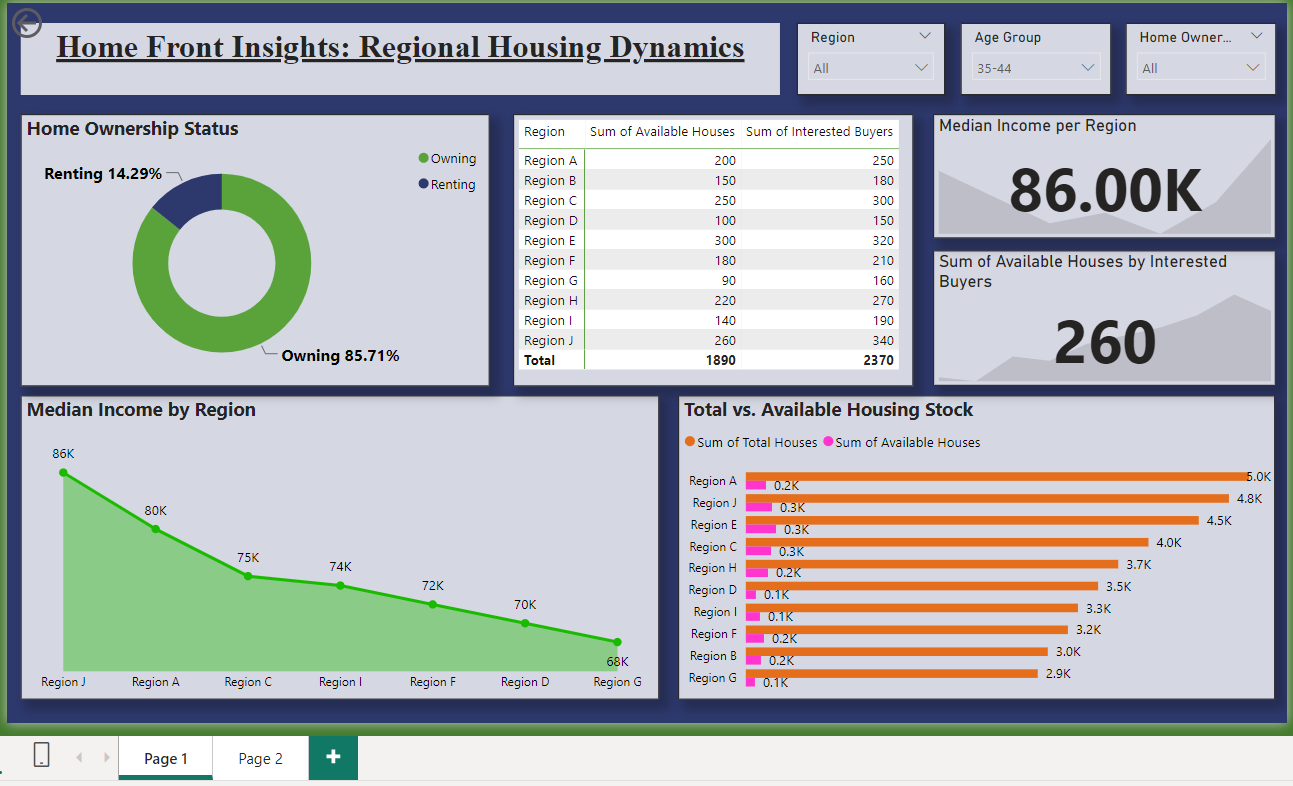 Home Front Insights: Regional Housing Dynamics
Region
All
Age Group
35-44
Home Owner...
All
Home Ownership Status
Owning
Renting
Renting 14.29%
Owning 85.71%
Region Sum of Available Houses Sum of Interested Buyers
Region A 200 250
Region B 150 180
Region C 250 300
Region D 100 150
Region E 300 320
Region F 180 210
Region G 90 160
Region H 220 270
Region I 140 190
Region J 260 340
Total 1890 2370
Median Income per Region
86.00K
Sum of Available Houses by Interested
Buyers
260
Median Income by Region
86K
80K
75K
74K
72K
70K
68K
Region J Region A Region C Region I Region F Region D Region G
Total vs. Available Housing Stock
Sum of Total Houses Sum of Available Houses
Region A 5.0K
0.2K
Region J 4.8K
0.3K
Region E 4.5K
0.3K
Region C 4.0K
0.3K
Region H 3.7K
0.2K
Region D 3.5K
0.1K
Region I 3.3K
0.1K
Region F 3.2K
0.2K
Region B 3.0K
0.2K
Region G 2.9K
0.1K
Page 1 Page 2 +